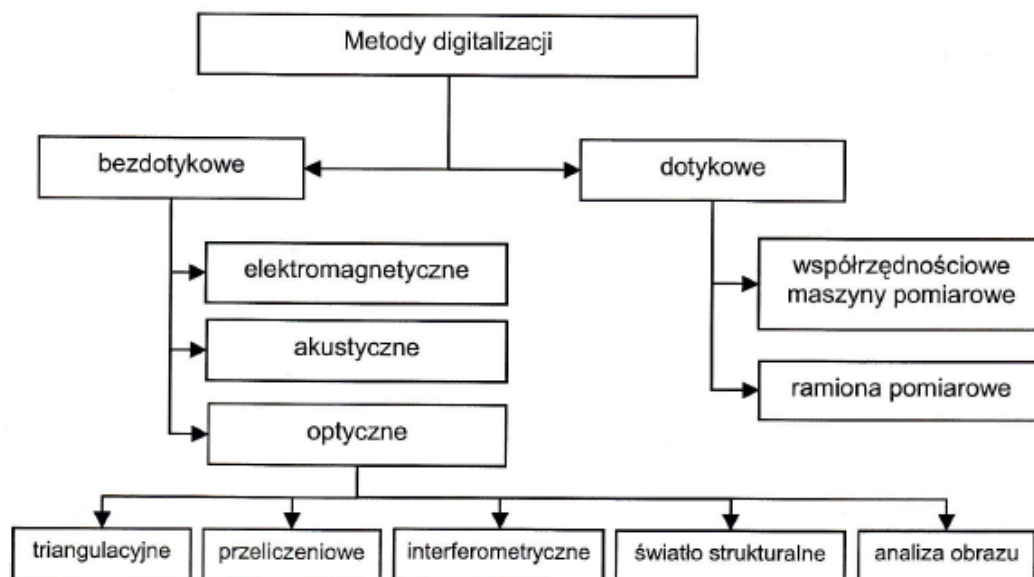 Metody digitalizacji
bezdotykowe
dotykowe
elektromagnetyczne
akustyczne
optyczne
współrzędnościowe
maszyny pomiarowe
ramiona pomiarowe
triangulacyjne
przeliczeniowe
interferometryczne
światło strukturalne
analiza obrazu